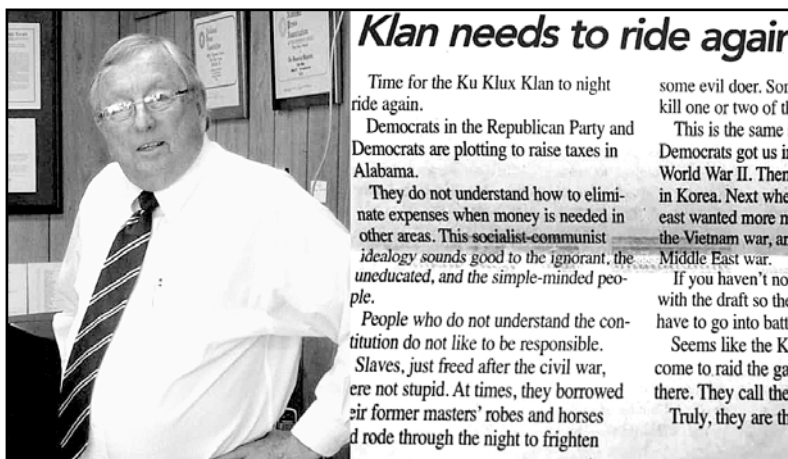 Klan needs to ride again
Time for the Ku Klux Klan to night
ride again.
Democrats in the Republican Party and
Democrats are plotting to raise taxes in
Alabama.
They do not understand how to elimi-
nate expenses when money is needed in
other areas. This socialist-communist
idealogy sounds good to the ignorant, the
uneducated, and the simple-minded peo-
ple.
People who do not understand the con-
titution do not like to be responsible.
Slaves, just freed after the civil war,
ere not stupid. At times, they borrowed
eir former masters' robes and horses
d rode through the night to frighten
some evil doer. Sor
kill one or two of th
This is the same
Democrats got us in
World War II. Then
in Korea. Next whe
east wanted more m
the Vietnam war, an
Middle East war.
If you haven't no
with the draft so the
have to go into batt
Seems like the K
come to raid the ga
there. They call the
Truly, they are th